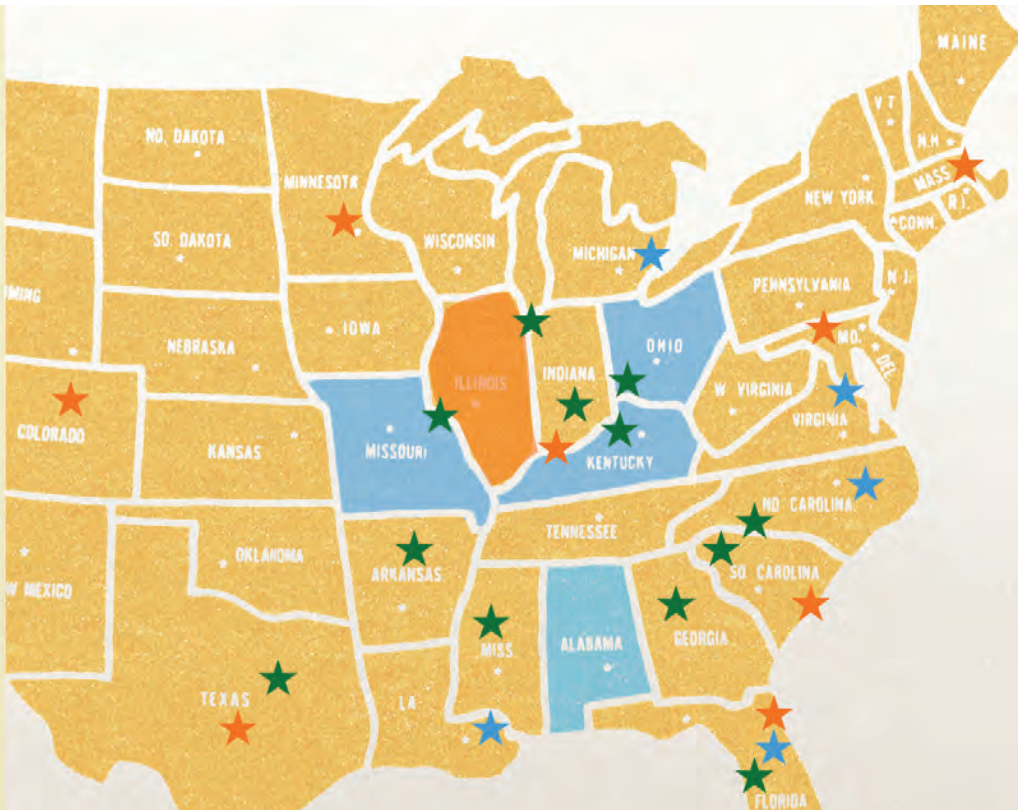 MAINE
V T.
NO. DAKOTA
N.H
MINNESOTA
MASS
NEW YORK
R.I.
CONN.
SO. DAKOTA
WISCONSIN
MICHIGAN
N J.
PENNSYLVANIA
MING
IOWA
MD.
NEBRASKA
OHIO
DEL
INDIANA
ILLINOIS
W VIRGINIA
VIRGINIA
COLORADO
KANSAS
MISSOURI
KENTUCKY
NO CAROLINA
TENNESSEE
OKLAHOMA
ARKANSAS
SO CAROLINA
W MEXICO
GEORGIA
ALABAMA
MISS.
TEXAS
LA
FLORIDA